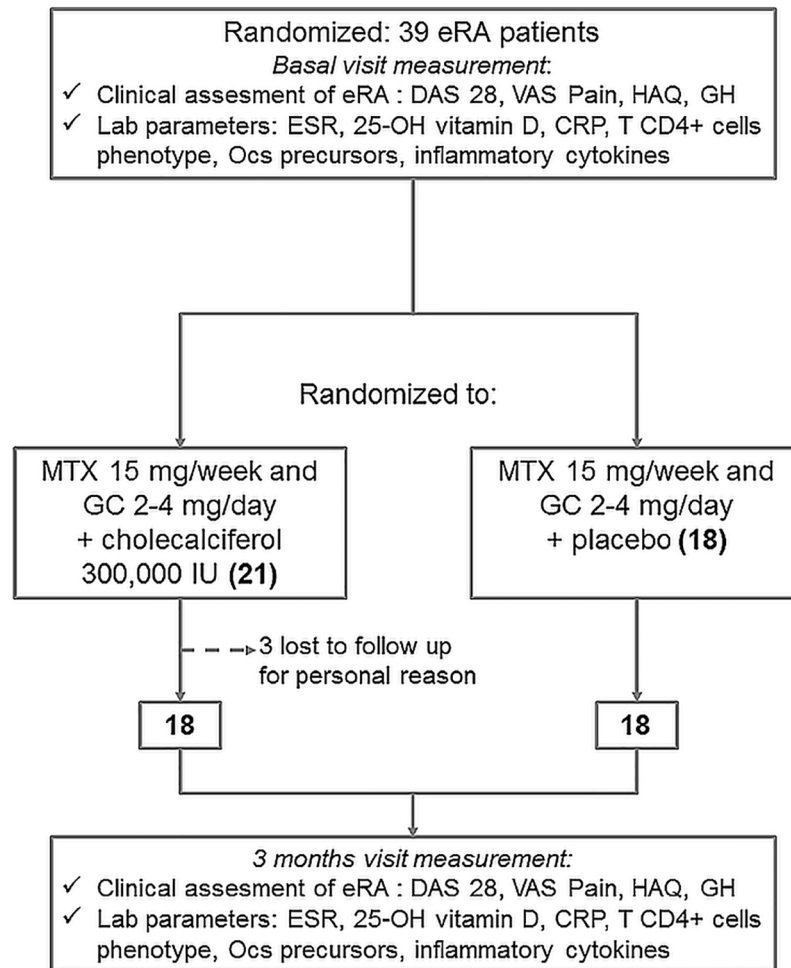 Randomized: 39 eRA patients
Basal visit measurement:
✓ Clinical assesment of eRA : DAS 28, VAS Pain, HAQ, GH
✓ Lab parameters: ESR, 25-OH vitamin D, CRP, T CD4+ cells
phenotype, Ocs precursors, inflammatory cytokines
Randomized to:
MTX 15 mg/week and
GC 2-4 mg/day
+ cholecalciferol
300,000 IU (21)
MTX 15 mg/week and
GC 2-4 mg/day
+ placebo (18)
3 lost to follow up
for personal reason
18
18
3 months visit measurement:
✓ Clinical assesment of eRA : DAS 28, VAS Pain, HAQ, GH
✓ Lab parameters: ESR, 25-OH vitamin D, CRP, T CD4+ cells
phenotype, Ocs precursors, inflammatory cytokines